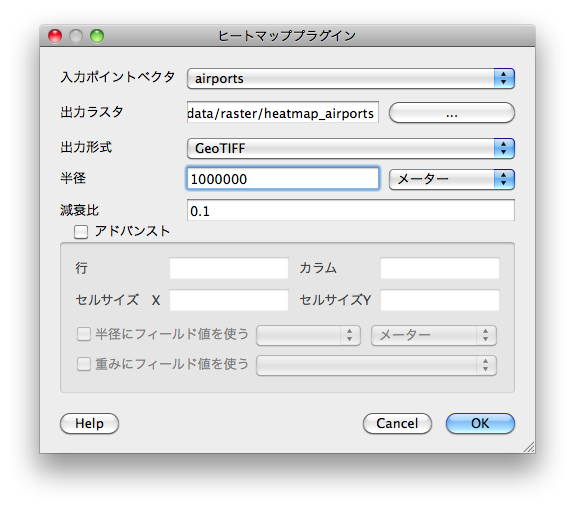 ヒートマッププラグイン
入力ポイントベクタ airports
出力ラスタ data/raster/heatmap_airports ...
出力形式 GeoTIFF
半径 1000000 メーター
減衰比 0.1
アドバンスト
行 カラム
セルサイズ X セルサイズY
半径にフィールド値を使う メーター
重みにフィールド値を使う
Help Cancel OK